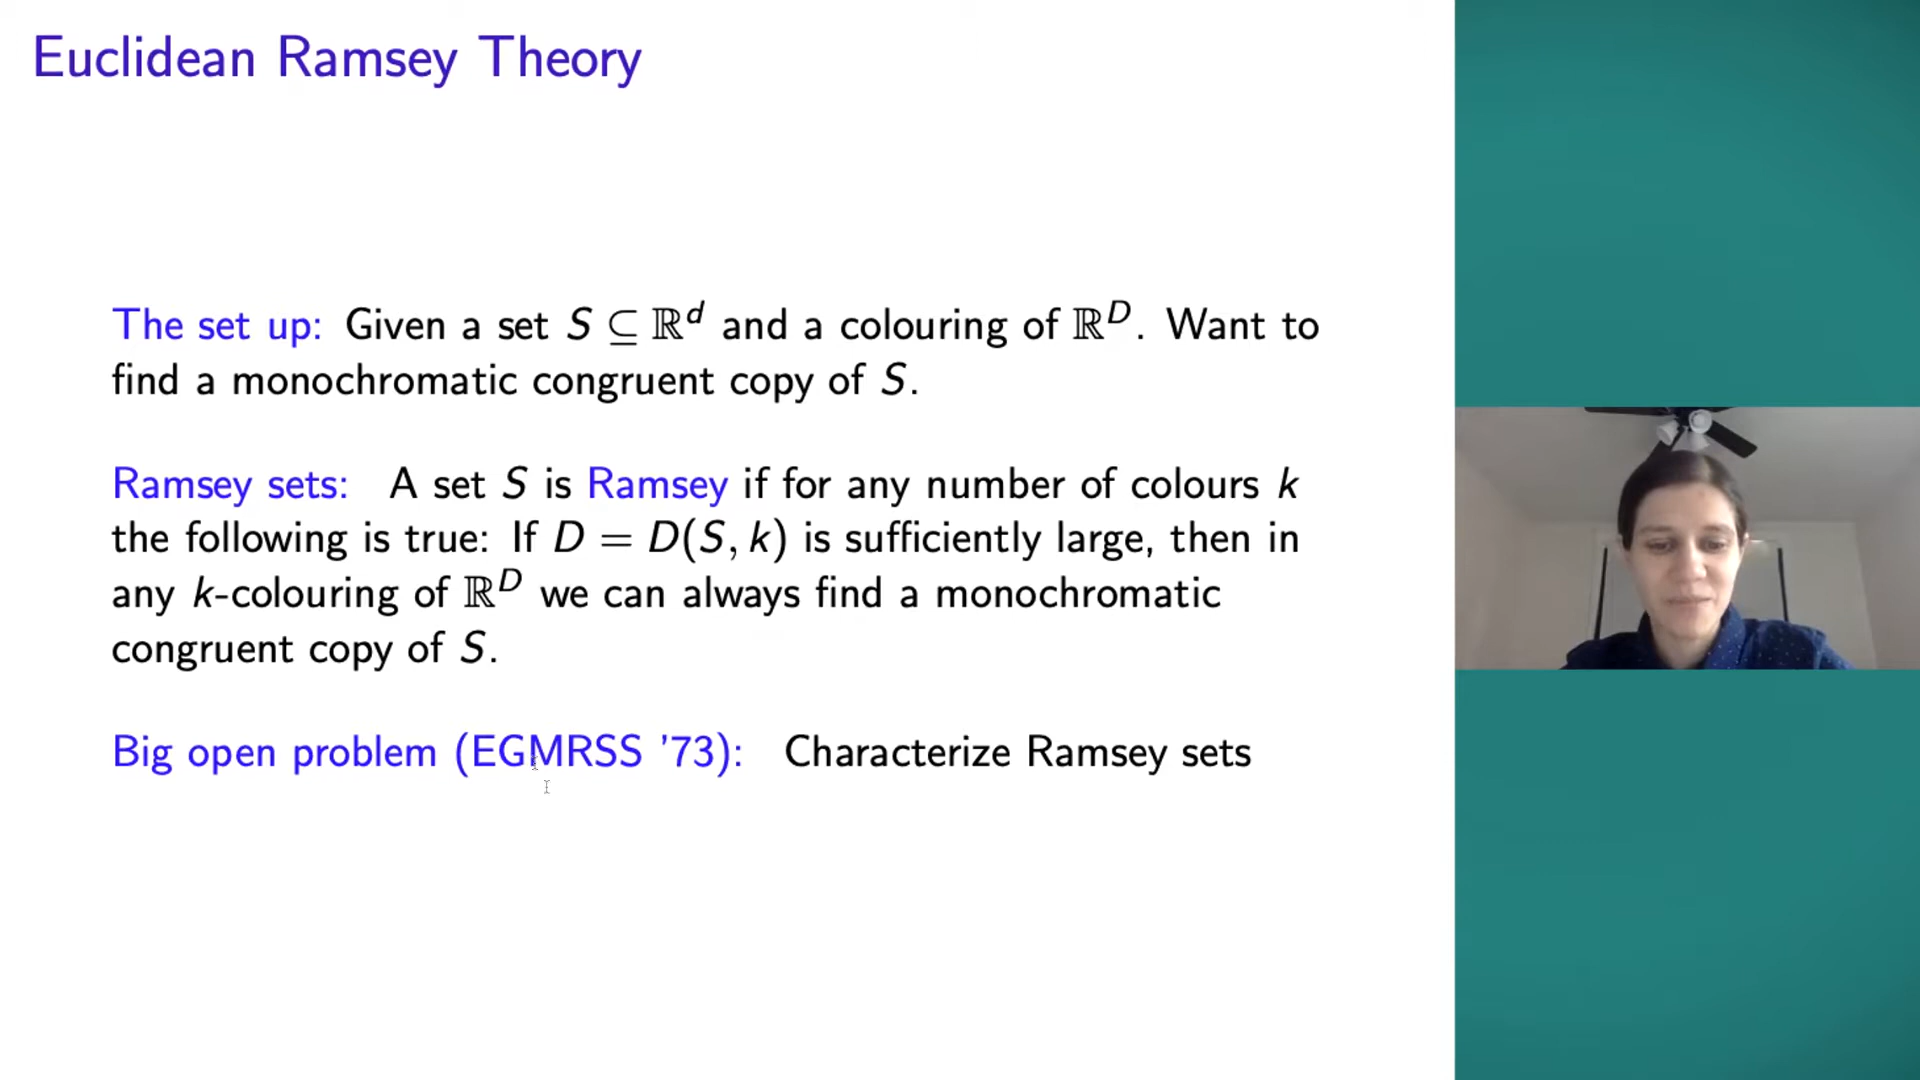 Euclidean Ramsey Theory
The set up: Given a set S ⊆ ℝᵈ and a colouring of ℝᴰ. Want to
find a monochromatic congruent copy of S.
Ramsey sets: A set S is Ramsey if for any number of colours k
the following is true: If D = D(S, k) is sufficiently large, then in
any k-colouring of ℝᴰ we can always find a monochromatic
congruent copy of S.
Big open problem (EGMRSS ’73): Characterize Ramsey sets